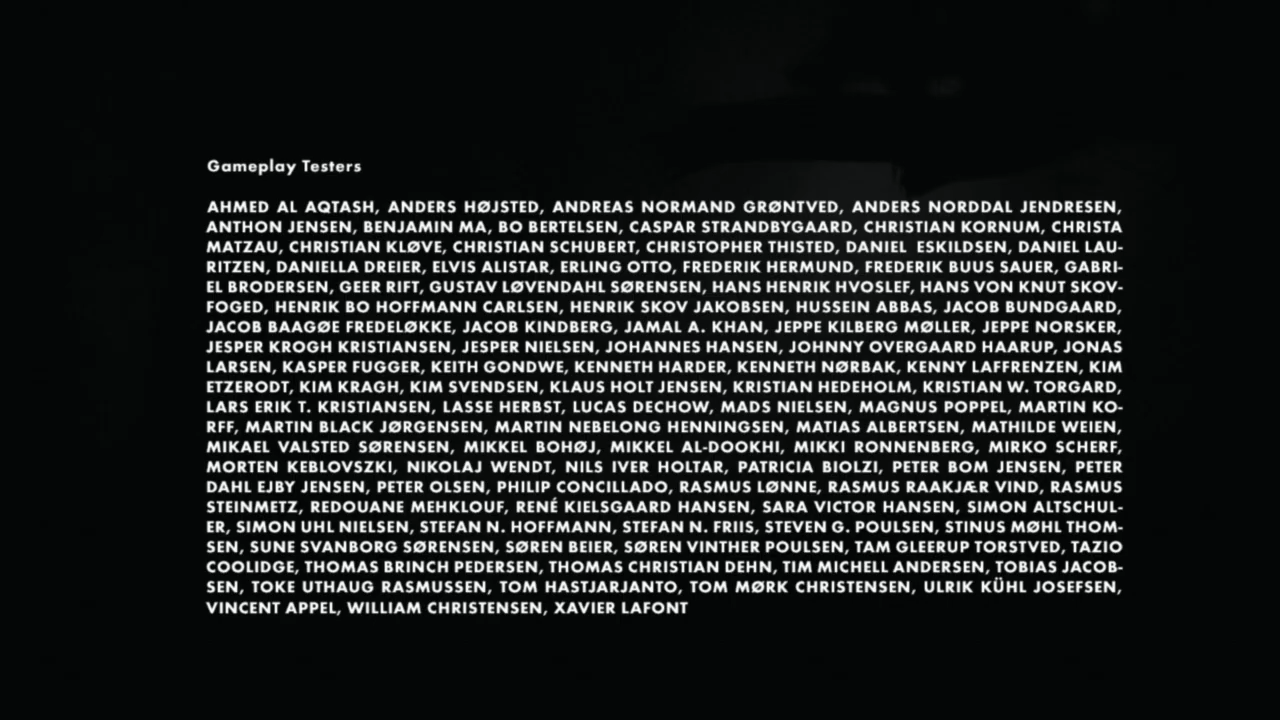 Gameplay Testers
AHMED AL AQTASH, ANDERS HØJSTED, ANDREAS NORMAND GRØNTVED, ANDERS NORDDAL JENDRESEN,
ANTHON JENSEN, BENJAMIN MA, BO BERTELSEN, CASPAR STRANDBYGAARD, CHRISTIAN KORNUM, CHRISTA
MATZAU, CHRISTIAN KLØVE, CHRISTIAN SCHUBERT, CHRISTOPHER THISTED, DANIEL ESKILDSEN, DANIEL LAU-
RITZEN, DANIELLA DREIER, ELVIS ALISTAR, ERLING OTTO, FREDERIK HERMUND, FREDERIK BUUS SAUER, GABRI-
EL BRODERSEN, GEER RIFT, GUSTAV LØVENDAHL SØRENSEN, HANS HENRIK HVOSLEF, HANS VON KNUT SKOV-
FOGED, HENRIK BO HOFFMANN CARLSEN, HENRIK SKOV JAKOBSEN, HUSSEIN ABBAS, JACOB BUNDGAARD,
JACOB BAAGØE FREDELØKKE, JACOB KINDBERG, JAMAL A. KHAN, JEPPE KILBERG MØLLER, JEPPE NORSKER,
JESPER KROGH KRISTIANSEN, JESPER NIELSEN, JOHANNES HANSEN, JOHNNY OVERGAARD HAARUP, JONAS
LARSEN, KASPER FUGGER, KEITH GONDWE, KENNETH HARDER, KENNETH NØRBAK, KENNY LAFFRENZEN, KIM
ETZERODT, KIM KRAGH, KIM SVENDSEN, KLAUS HOLT JENSEN, KRISTIAN HEDEHOLM, KRISTIAN W. TORGARD,
LARS ERIK T. KRISTIANSEN, LASSE HERBST, LUCAS DECHOW, MADS NIELSEN, MAGNUS POPPEL, MARTIN KO-
RFF, MARTIN BLACK JØRGENSEN, MARTIN NEBELONG HENNINGSEN, MATIAS ALBERTSEN, MATHILDE WEIEN,
MIKAEL VALSTED SØRENSEN, MIKKEL BOHØJ, MIKKEL AL-DOOKHI, MIKKI RONNENBERG, MIRKO SCHERF,
MORTEN KEBLOVSZKI, NIKOLAJ WENDT, NILS IVER HOLTAR, PATRICIA BIOLZI, PETER BOM JENSEN, PETER
DAHL EJBY JENSEN, PETER OLSEN, PHILIP CONCILLADO, RASMUS LØNNE, RASMUS RAAKJÆR VIND, RASMUS
STEINMETZ, REDOUANE MEHKLOUF, RENÉ KIELSGAARD HANSEN, SARA VICTOR HANSEN, SIMON ALTSCHUL-
ER, SIMON UHL NIELSEN, STEFAN N. HOFFMANN, STEFAN N. FRIIS, STEVEN G. POULSEN, STINUS MØHL THOM-
SEN, SUNE SVANBORG SØRENSEN, SØREN BEIER, SØREN VINTHER POULSEN, TAM GLEERUP TORSTVED, TAZIO
COOLIDGE, THOMAS BRINCH PEDERSEN, THOMAS CHRISTIAN DEHN, TIM MICHELL ANDERSEN, TOBIAS JACOB-
SEN, TOKE UTHAUG RASMUSSEN, TOM HASTJARJANTO, TOM MØRK CHRISTENSEN, ULRIK KÜHL JOSEFSEN,
VINCENT APPEL, WILLIAM CHRISTENSEN, XAVIER LAFONT